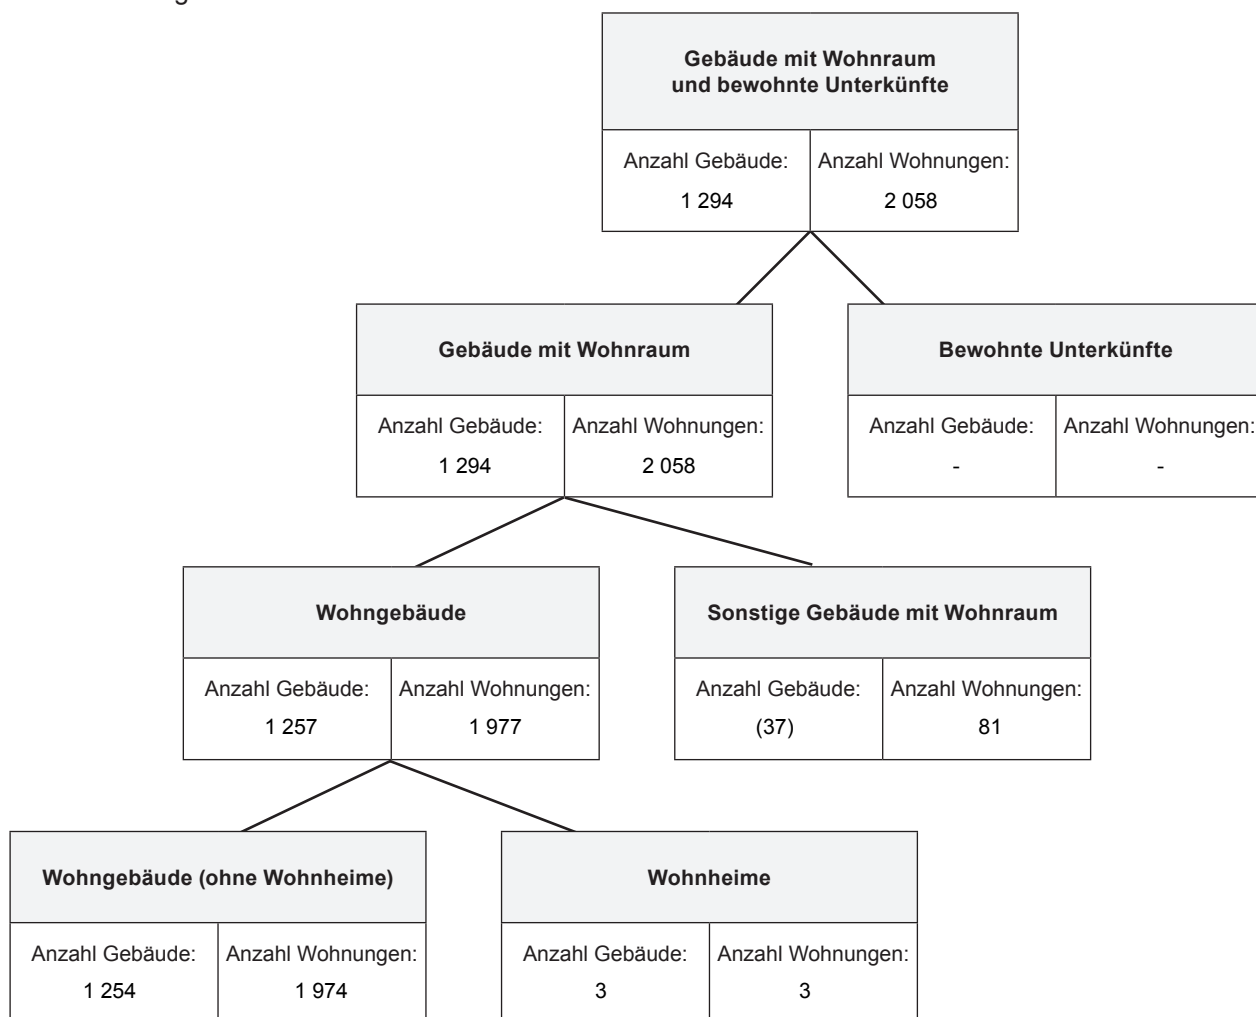 Gebäude mit Wohnraum
und bewohnte Unterkünfte
Anzahl Gebäude: Anzahl Wohnungen:
1 294 2 058
Gebäude mit Wohnraum Bewohnte Unterkünfte
Anzahl Gebäude: Anzahl Wohnungen: Anzahl Gebäude: Anzahl Wohnungen:
1 294 2 058 - -
Wohngebäude Sonstige Gebäude mit Wohnraum
Anzahl Gebäude: Anzahl Wohnungen: Anzahl Gebäude: Anzahl Wohnungen:
1 257 1 977 (37) 81
Wohngebäude (ohne Wohnheime) Wohnheime
Anzahl Gebäude: Anzahl Wohnungen: Anzahl Gebäude: Anzahl Wohnungen:
1 254 1 974 3 3